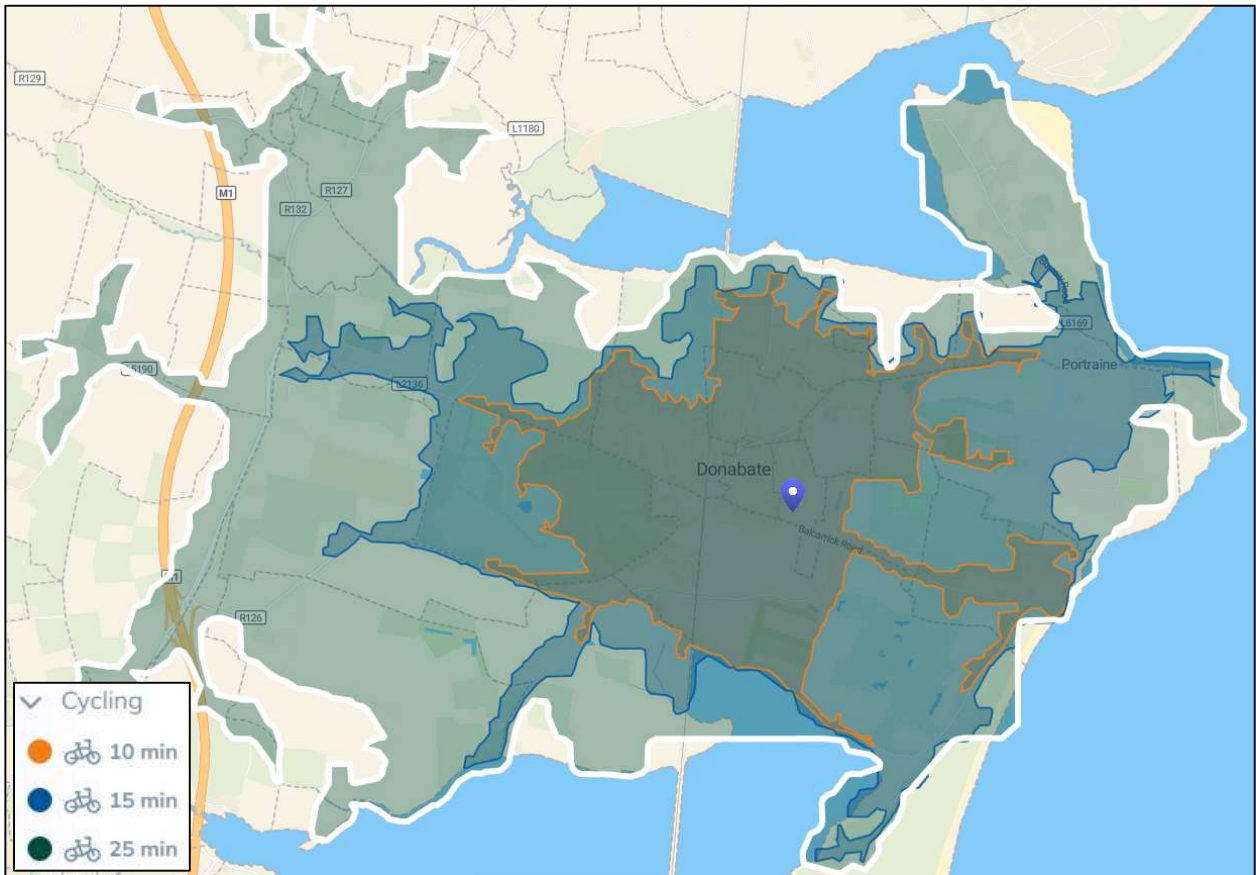 R129
L1180
M1
R127
R132
L6169
Portraine
L5190
L2136
Donabate
Balcarrick Road
M1
R126
Cycling
10 min
15 min
25 min